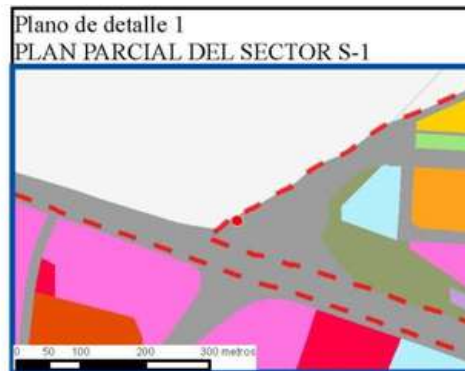 Plano de detalle 1
PLAN PARCIAL DEL SECTOR S-1
0 50 100 200 300 metros